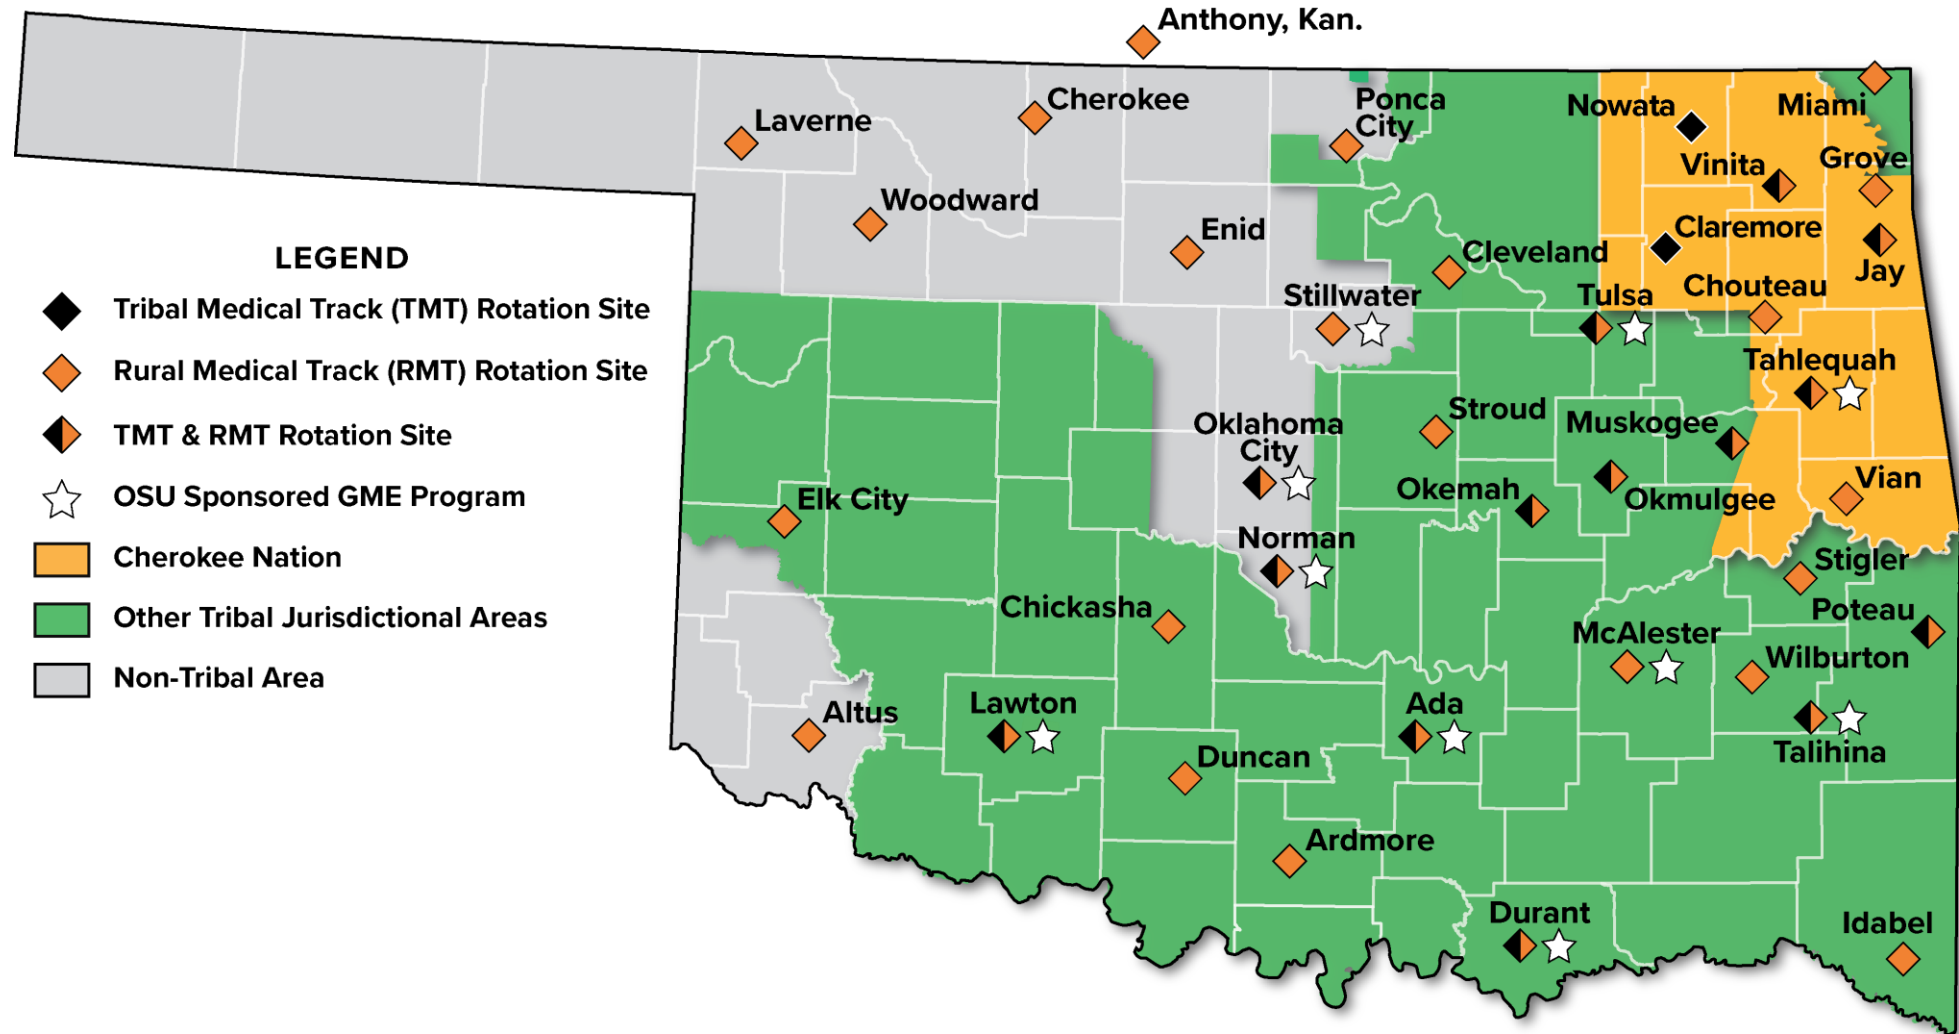 Anthony, Kan.
Cherokee
Laverne
Ponca
City
Nowata
Miami
Vinita
Grove
Woodward
Enid
Claremore
Cleveland
Jay
Chouteau
Stillwater
Tulsa
LEGEND
Tribal Medical Track (TMT) Rotation Site
Rural Medical Track (RMT) Rotation Site
TMT & RMT Rotation Site
OSU Sponsored GME Program
Cherokee Nation
Other Tribal Jurisdictional Areas
Non-Tribal Area
Tahlequah
Stroud
Oklahoma
City
Muskogee
Vian
Okemah
Okmulgee
Elk City
Norman
Stigler
Chickasha
Poteau
McAlester
Wilburton
Altus
Lawton
Ada
Talihina
Duncan
Ardmore
Durant
Idabel